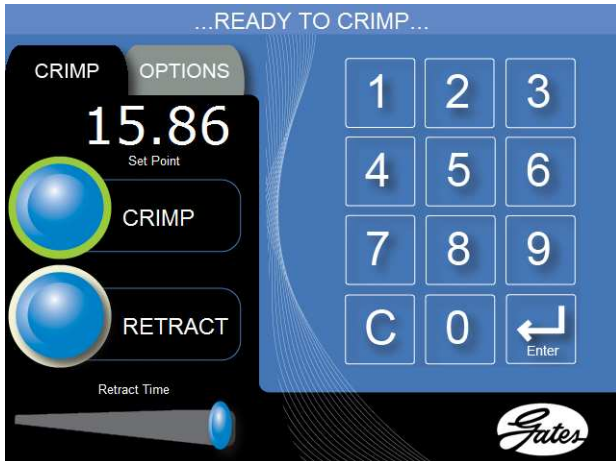 ...READY TO CRIMP...
CRIMP OPTIONS
15.86
Set Point
CRIMP
RETRACT
Retract Time
1 2 3
4 5 6
7 8 9
C 0 Enter
Gates